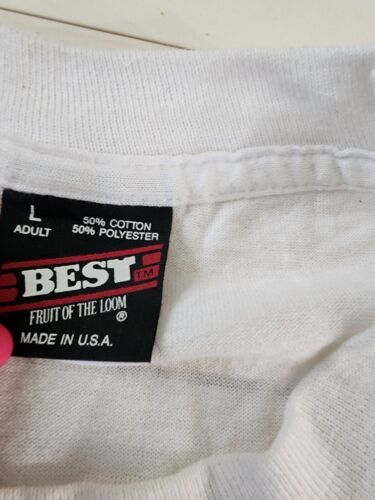 L
ADULT
50% COTTON
50% POLYESTER
BEST TM
FRUIT OF THE LOOM
®
MADE IN U.S.A.